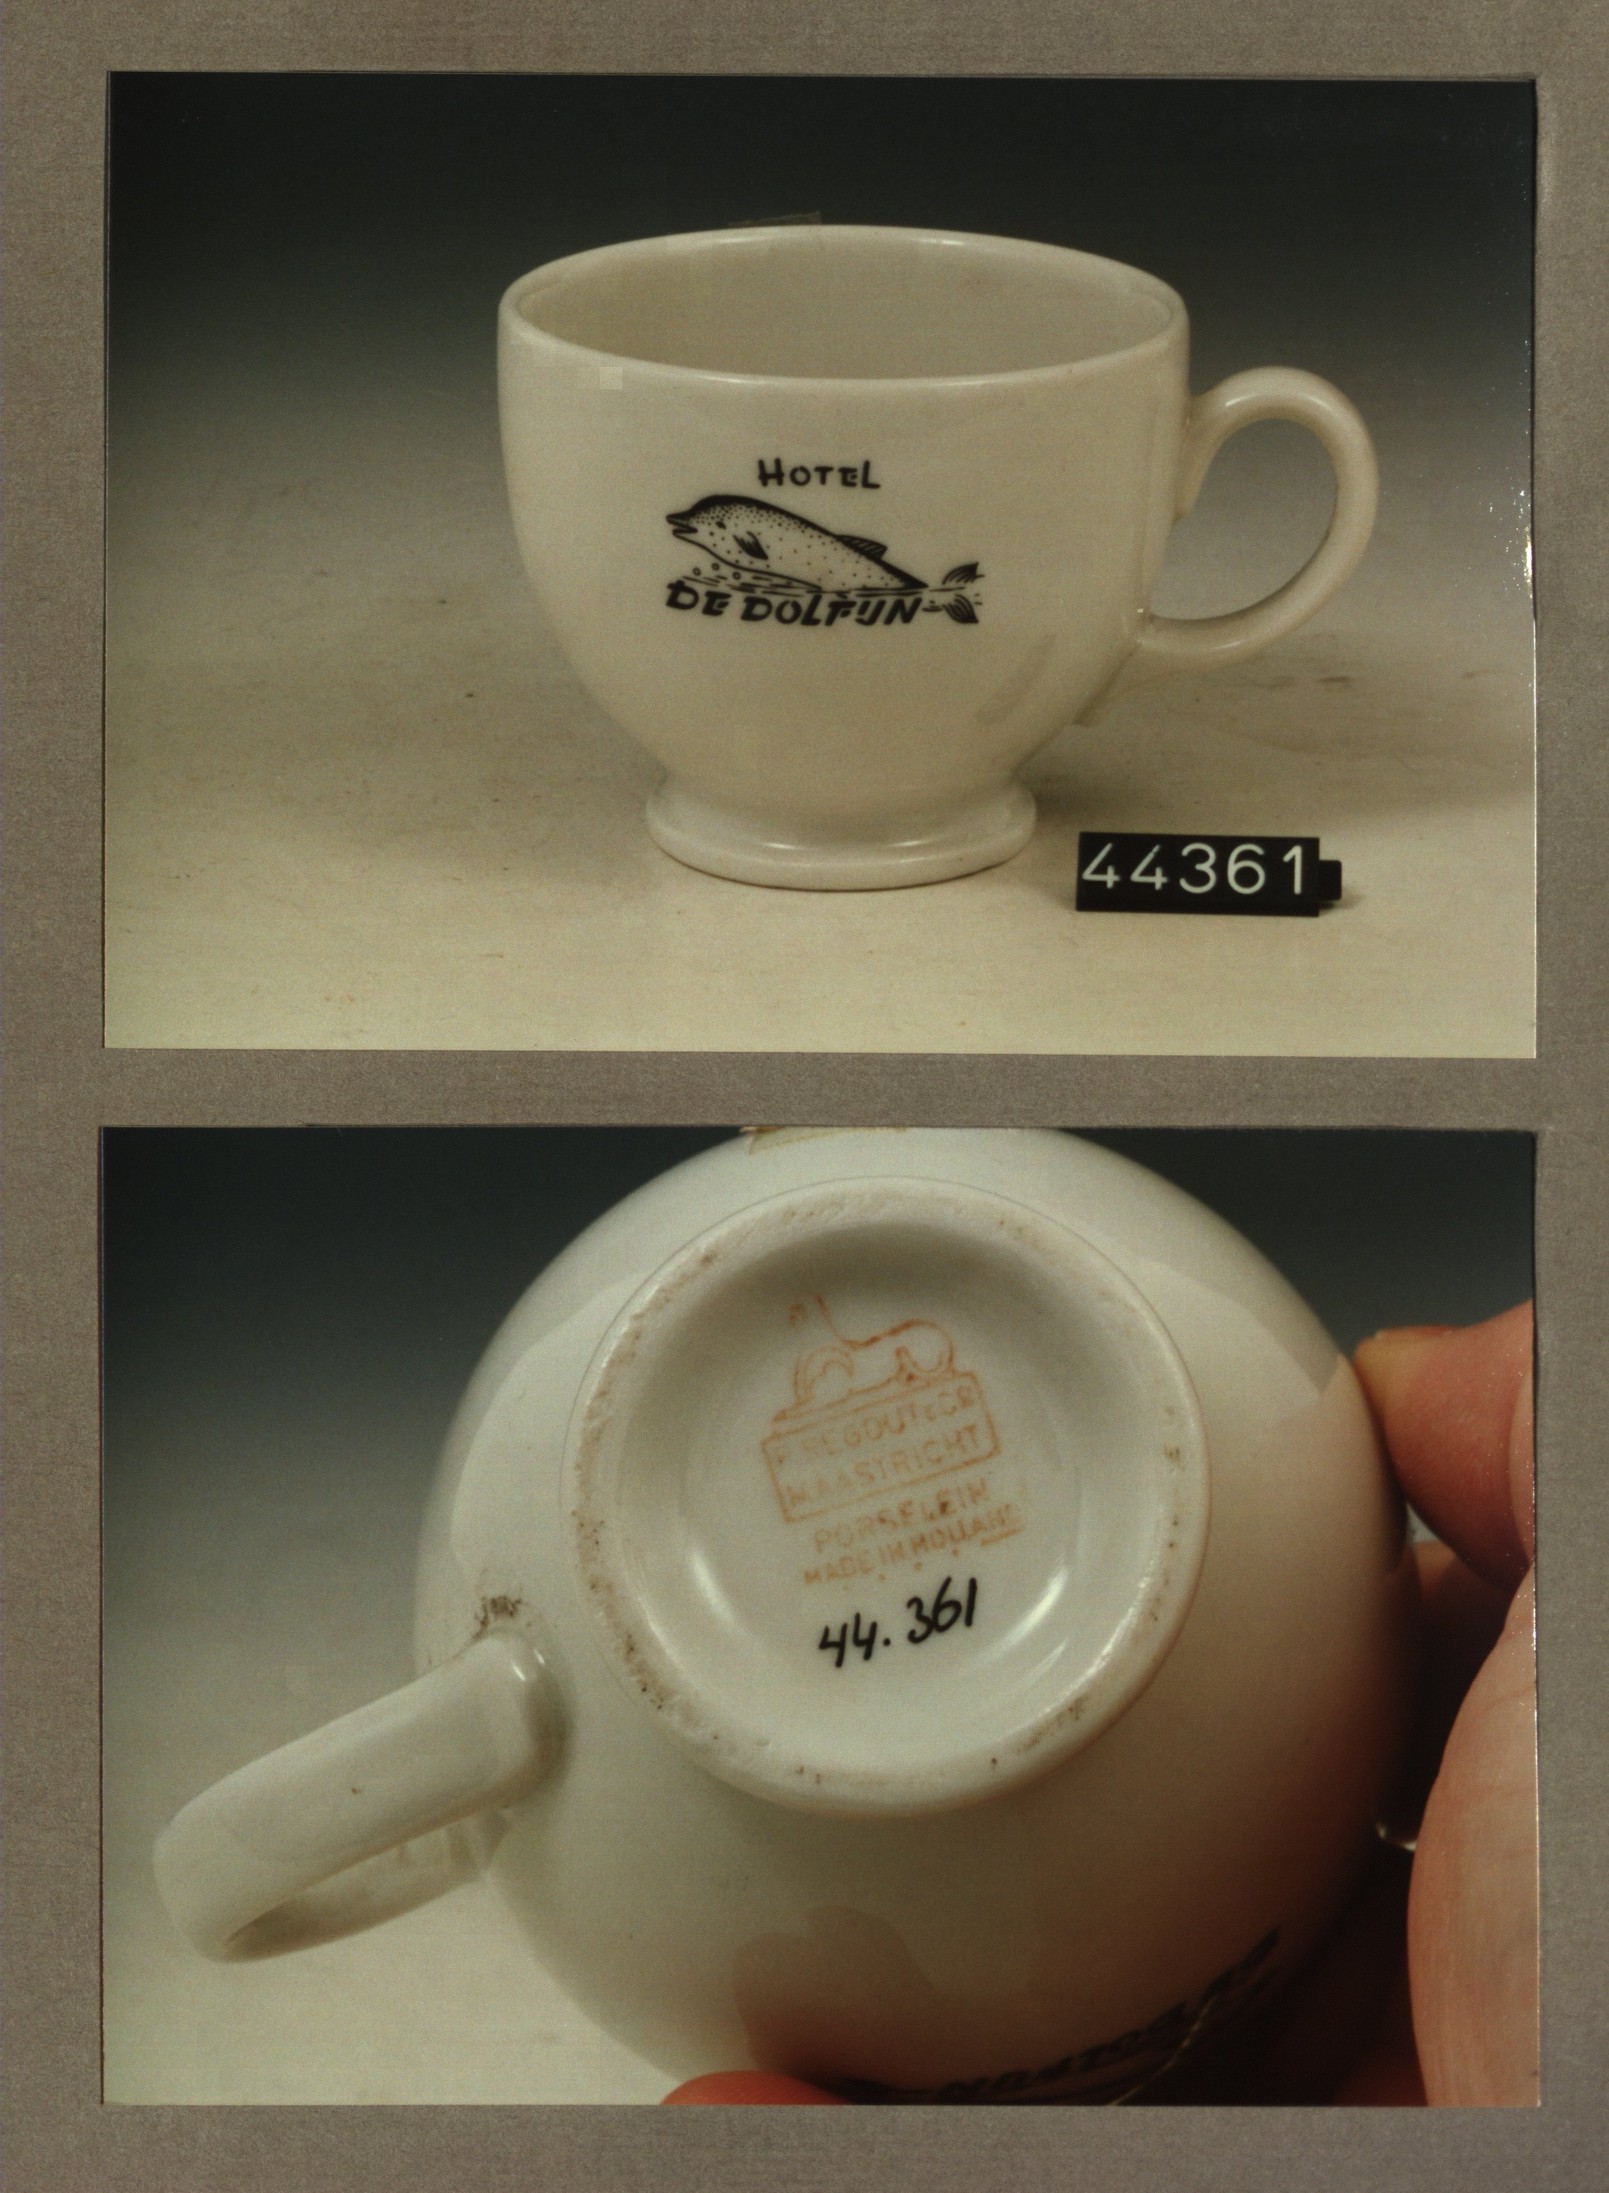 HOTEL
DE DOLFIJN
44361
P. REGOUT & Co
MAASTRICHT
PORSELEIN
MADE IN HOLLAND
44.361